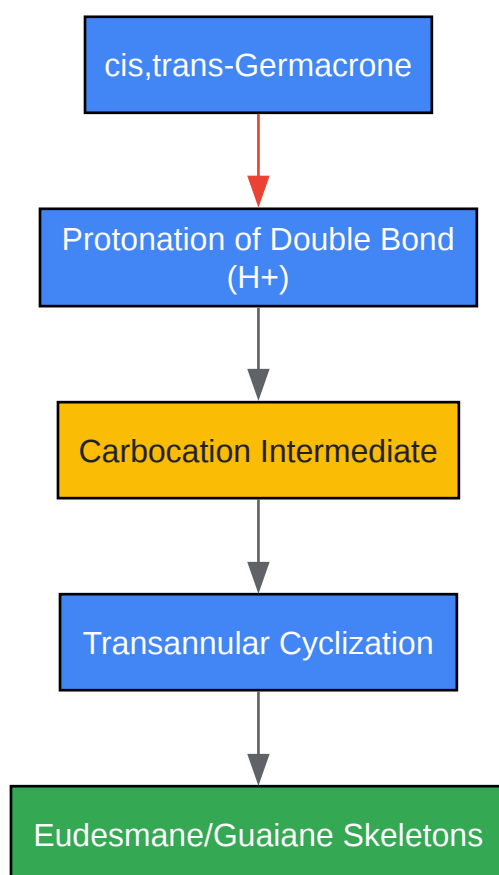 cis,trans-Germacrone
Protonation of Double Bond
(H+)
Carbocation Intermediate
Transannular Cyclization
Eudesmane/Guaiane Skeletons